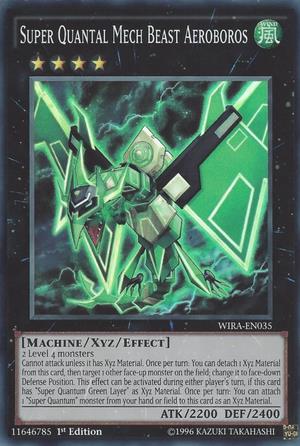 SUPER QUANTAL MECH BEAST AEROBOROS
WIND
風
WIRA-EN035
[MACHINE/XYZ/EFFECT]
2 Level 4 monsters
Cannot attack unless it has Xyz Material. Once per turn: You can detach 1 Xyz Material
from this card, then target 1 other face-up monster on the field; change it to face-down
Defense Position. This effect can be activated during either player's turn, if this card
has "Super Quantum Green Layer" as Xyz Material. Once per turn: You can attach
1 "Super Quantum" monster from your hand or field to this card as Xyz Material.
ATK/2200 DEF/2400
11646785 1st Edition ©1996 KAZUKI TAKAHASHI